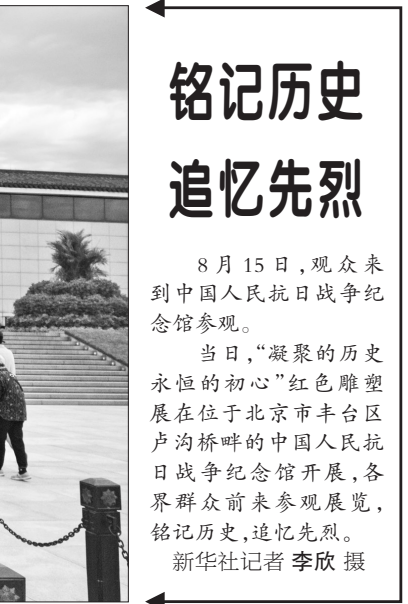 铭记历史
追忆先烈
8月15日,观众来
到中国人民抗日战争纪
念馆参观。
当日,“凝聚的历史
永恒的初心”红色雕塑
展在位于北京市丰台区
卢沟桥畔的中国人民抗
日战争纪念馆开展,各
界群众前来参观展览,
铭记历史,追忆先烈。
新华社记者 李欣 摄